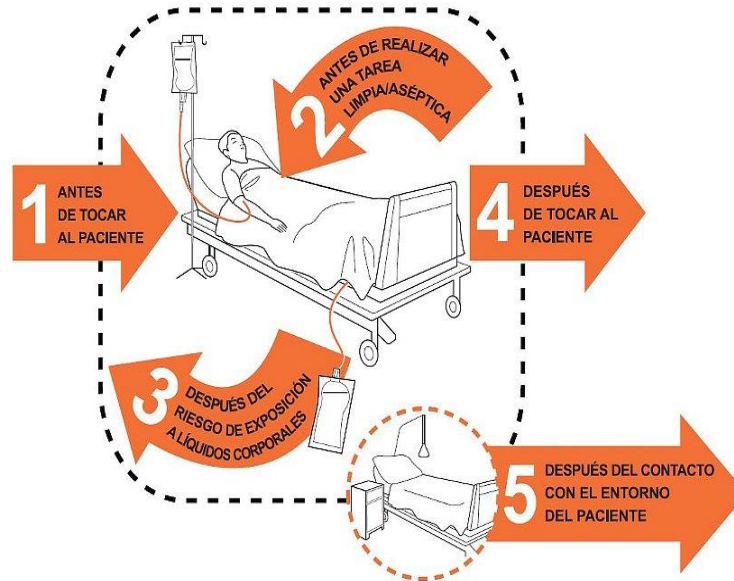 1
ANTES
DE TOCAR
AL PACIENTE
2
ANTES DE REALIZAR
UNA TAREA
LIMPIA/ASÉPTICA
3
DESPUÉS DEL
RIESGO DE EXPOSICIÓN
A LÍQUIDOS CORPORALES
4
DESPUÉS
DE TOCAR AL
PACIENTE
5
DESPUÉS DEL CONTACTO
CON EL ENTORNO
DEL PACIENTE